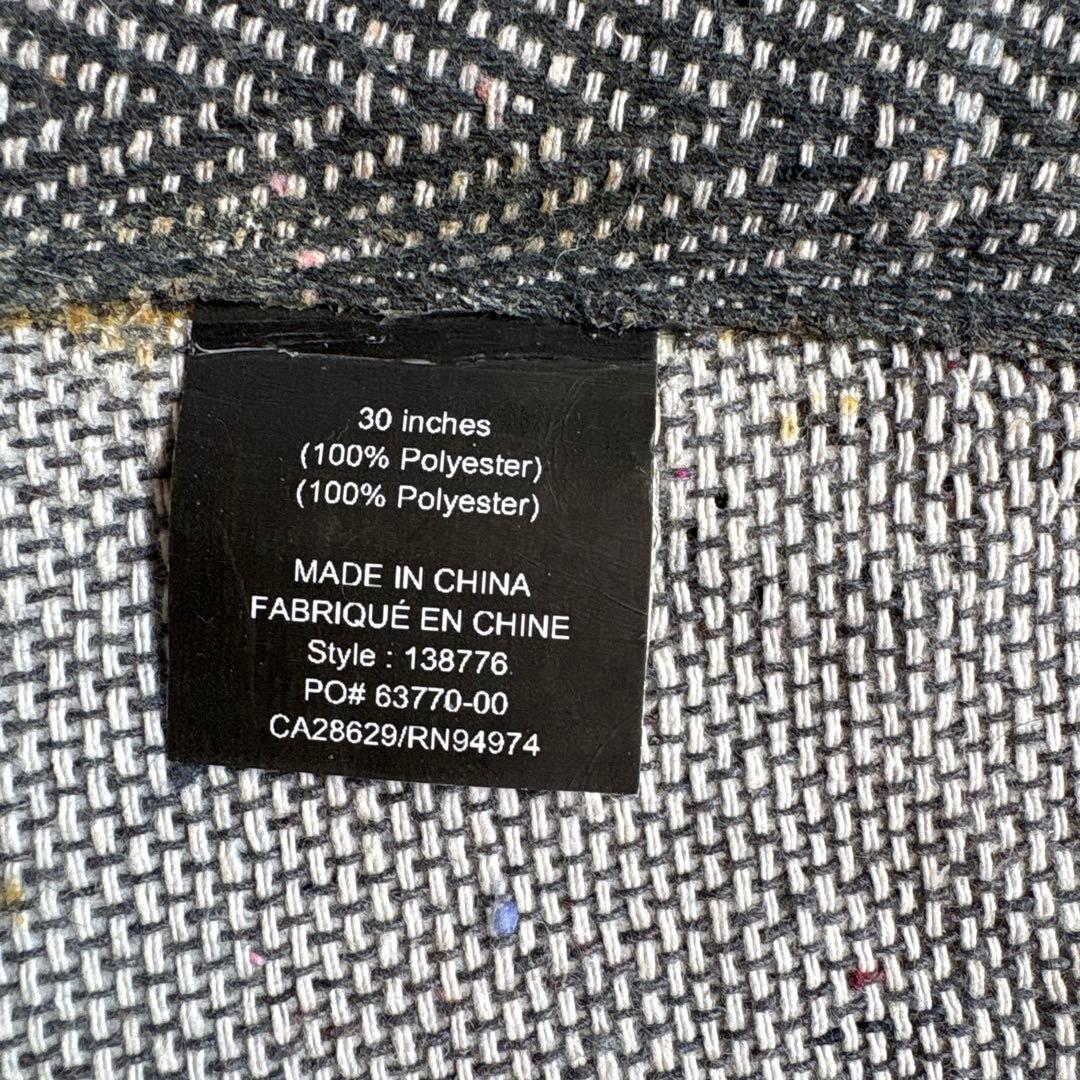 30 inches
(100% Polyester)
(100% Polyester)
MADE IN CHINA
FABRIQUÉ EN CHINE
Style : 138776
PO# 63770-00
CA28629/RN94974